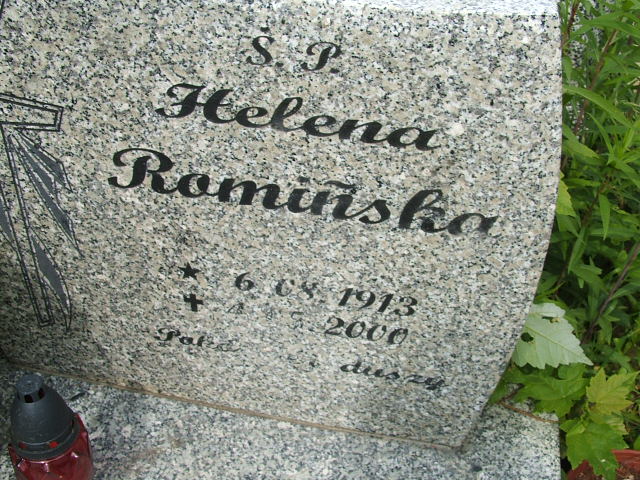 Ś. P.
Helena
Romińska
★ 6 08 1913
✝ 2000
duszy